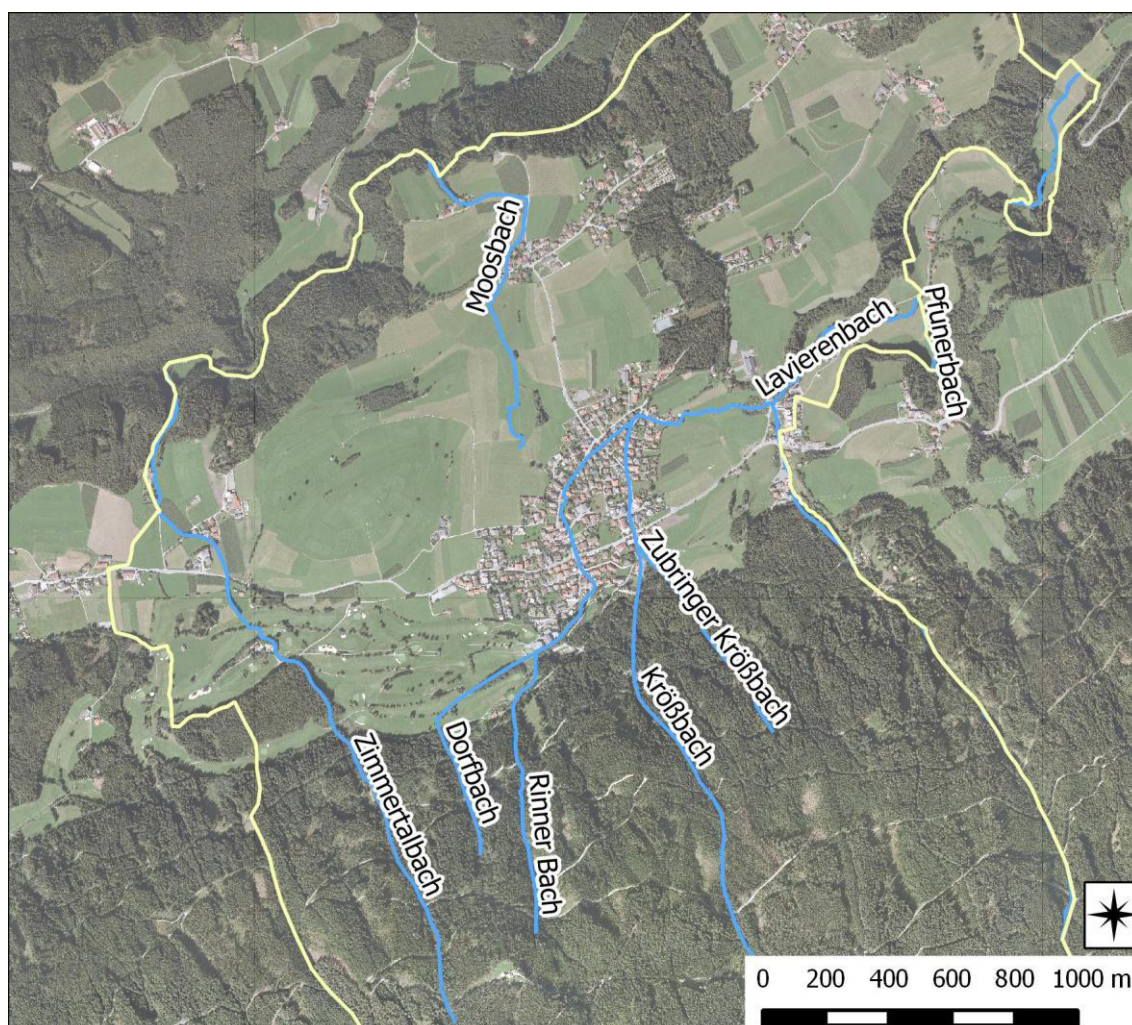 Moosbach
Lavierenbach
Pfunerbach
Zubringer Krößbach
Krößbach
Dorfbach
Rinner Bach
Zimmertalbach
0 200 400 600 800 1000 m